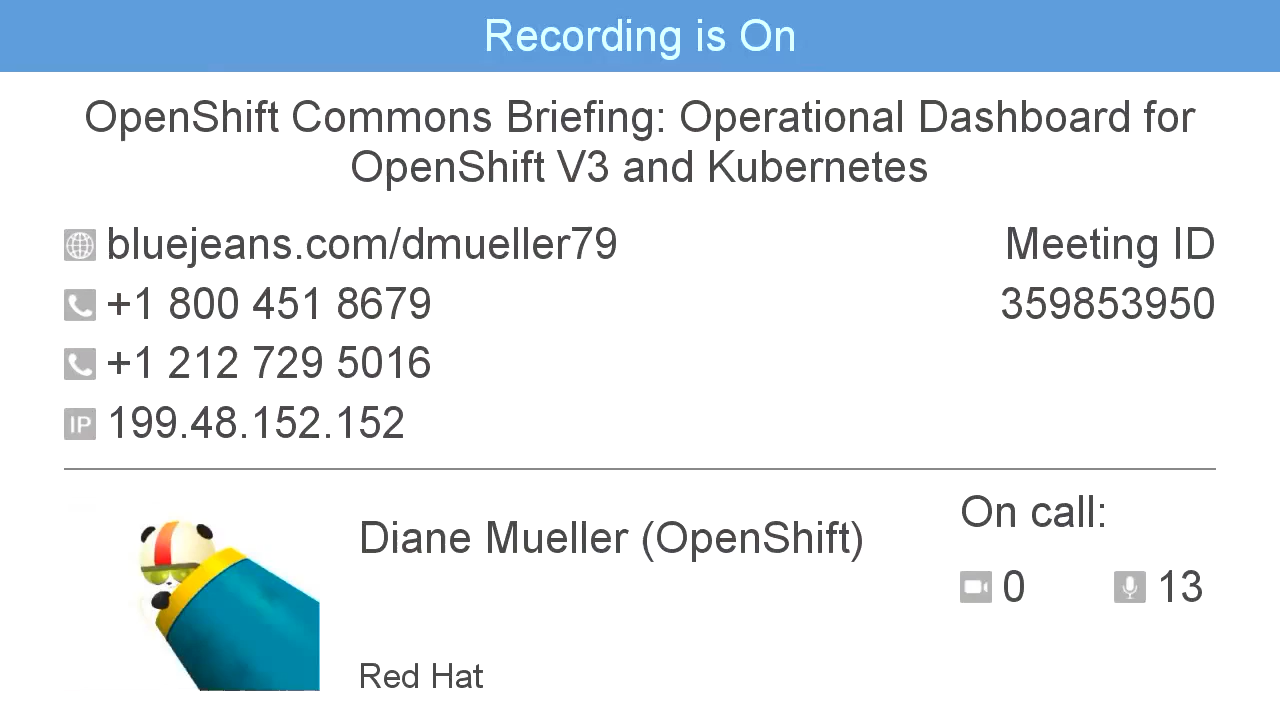 Recording is On
OpenShift Commons Briefing: Operational Dashboard for
OpenShift V3 and Kubernetes
bluejeans.com/dmueller79
Meeting ID
+1 800 451 8679
359853950
+1 212 729 5016
IP 199.48.152.152
Diane Mueller (OpenShift)
On call:
0 13
Red Hat